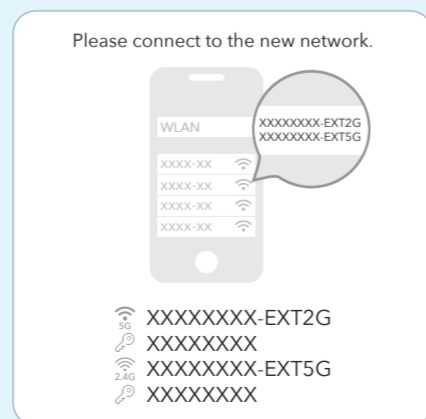 Please connect to the new network.
WLAN
XXXXXXXX-EXT2G
XXXXXXXX-EXT5G
XXXX-XX
XXXX-XX
XXXX-XX
XXXX-XX
5G XXXXXXXX-EXT2G
XXXXXXXX
2.4G XXXXXXXX-EXT5G
XXXXXXXX